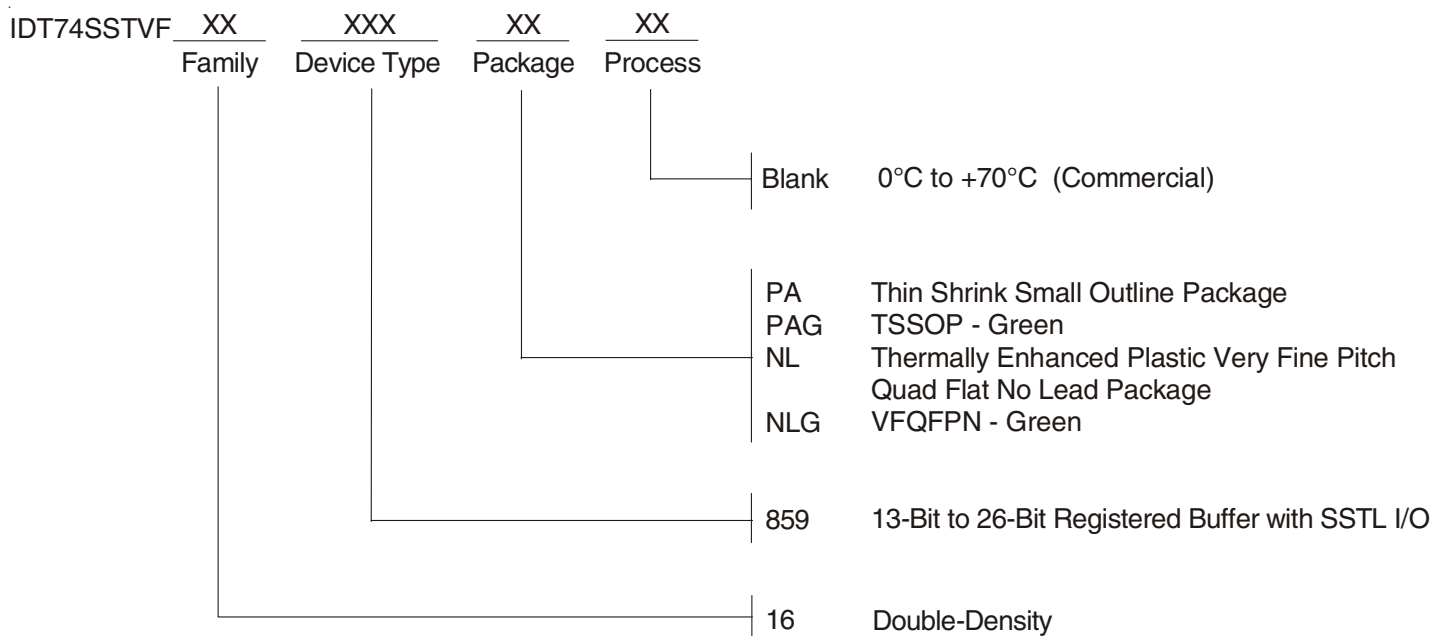 IDT74SSTVF XX XXX XX XX
Family Device Type Package Process
Blank 0°C to +70°C (Commercial)
PA Thin Shrink Small Outline Package
PAG TSSOP - Green
NL Thermally Enhanced Plastic Very Fine Pitch
Quad Flat No Lead Package
NLG VFQFPN - Green
859 13-Bit to 26-Bit Registered Buffer with SSTL I/O
16 Double-Density